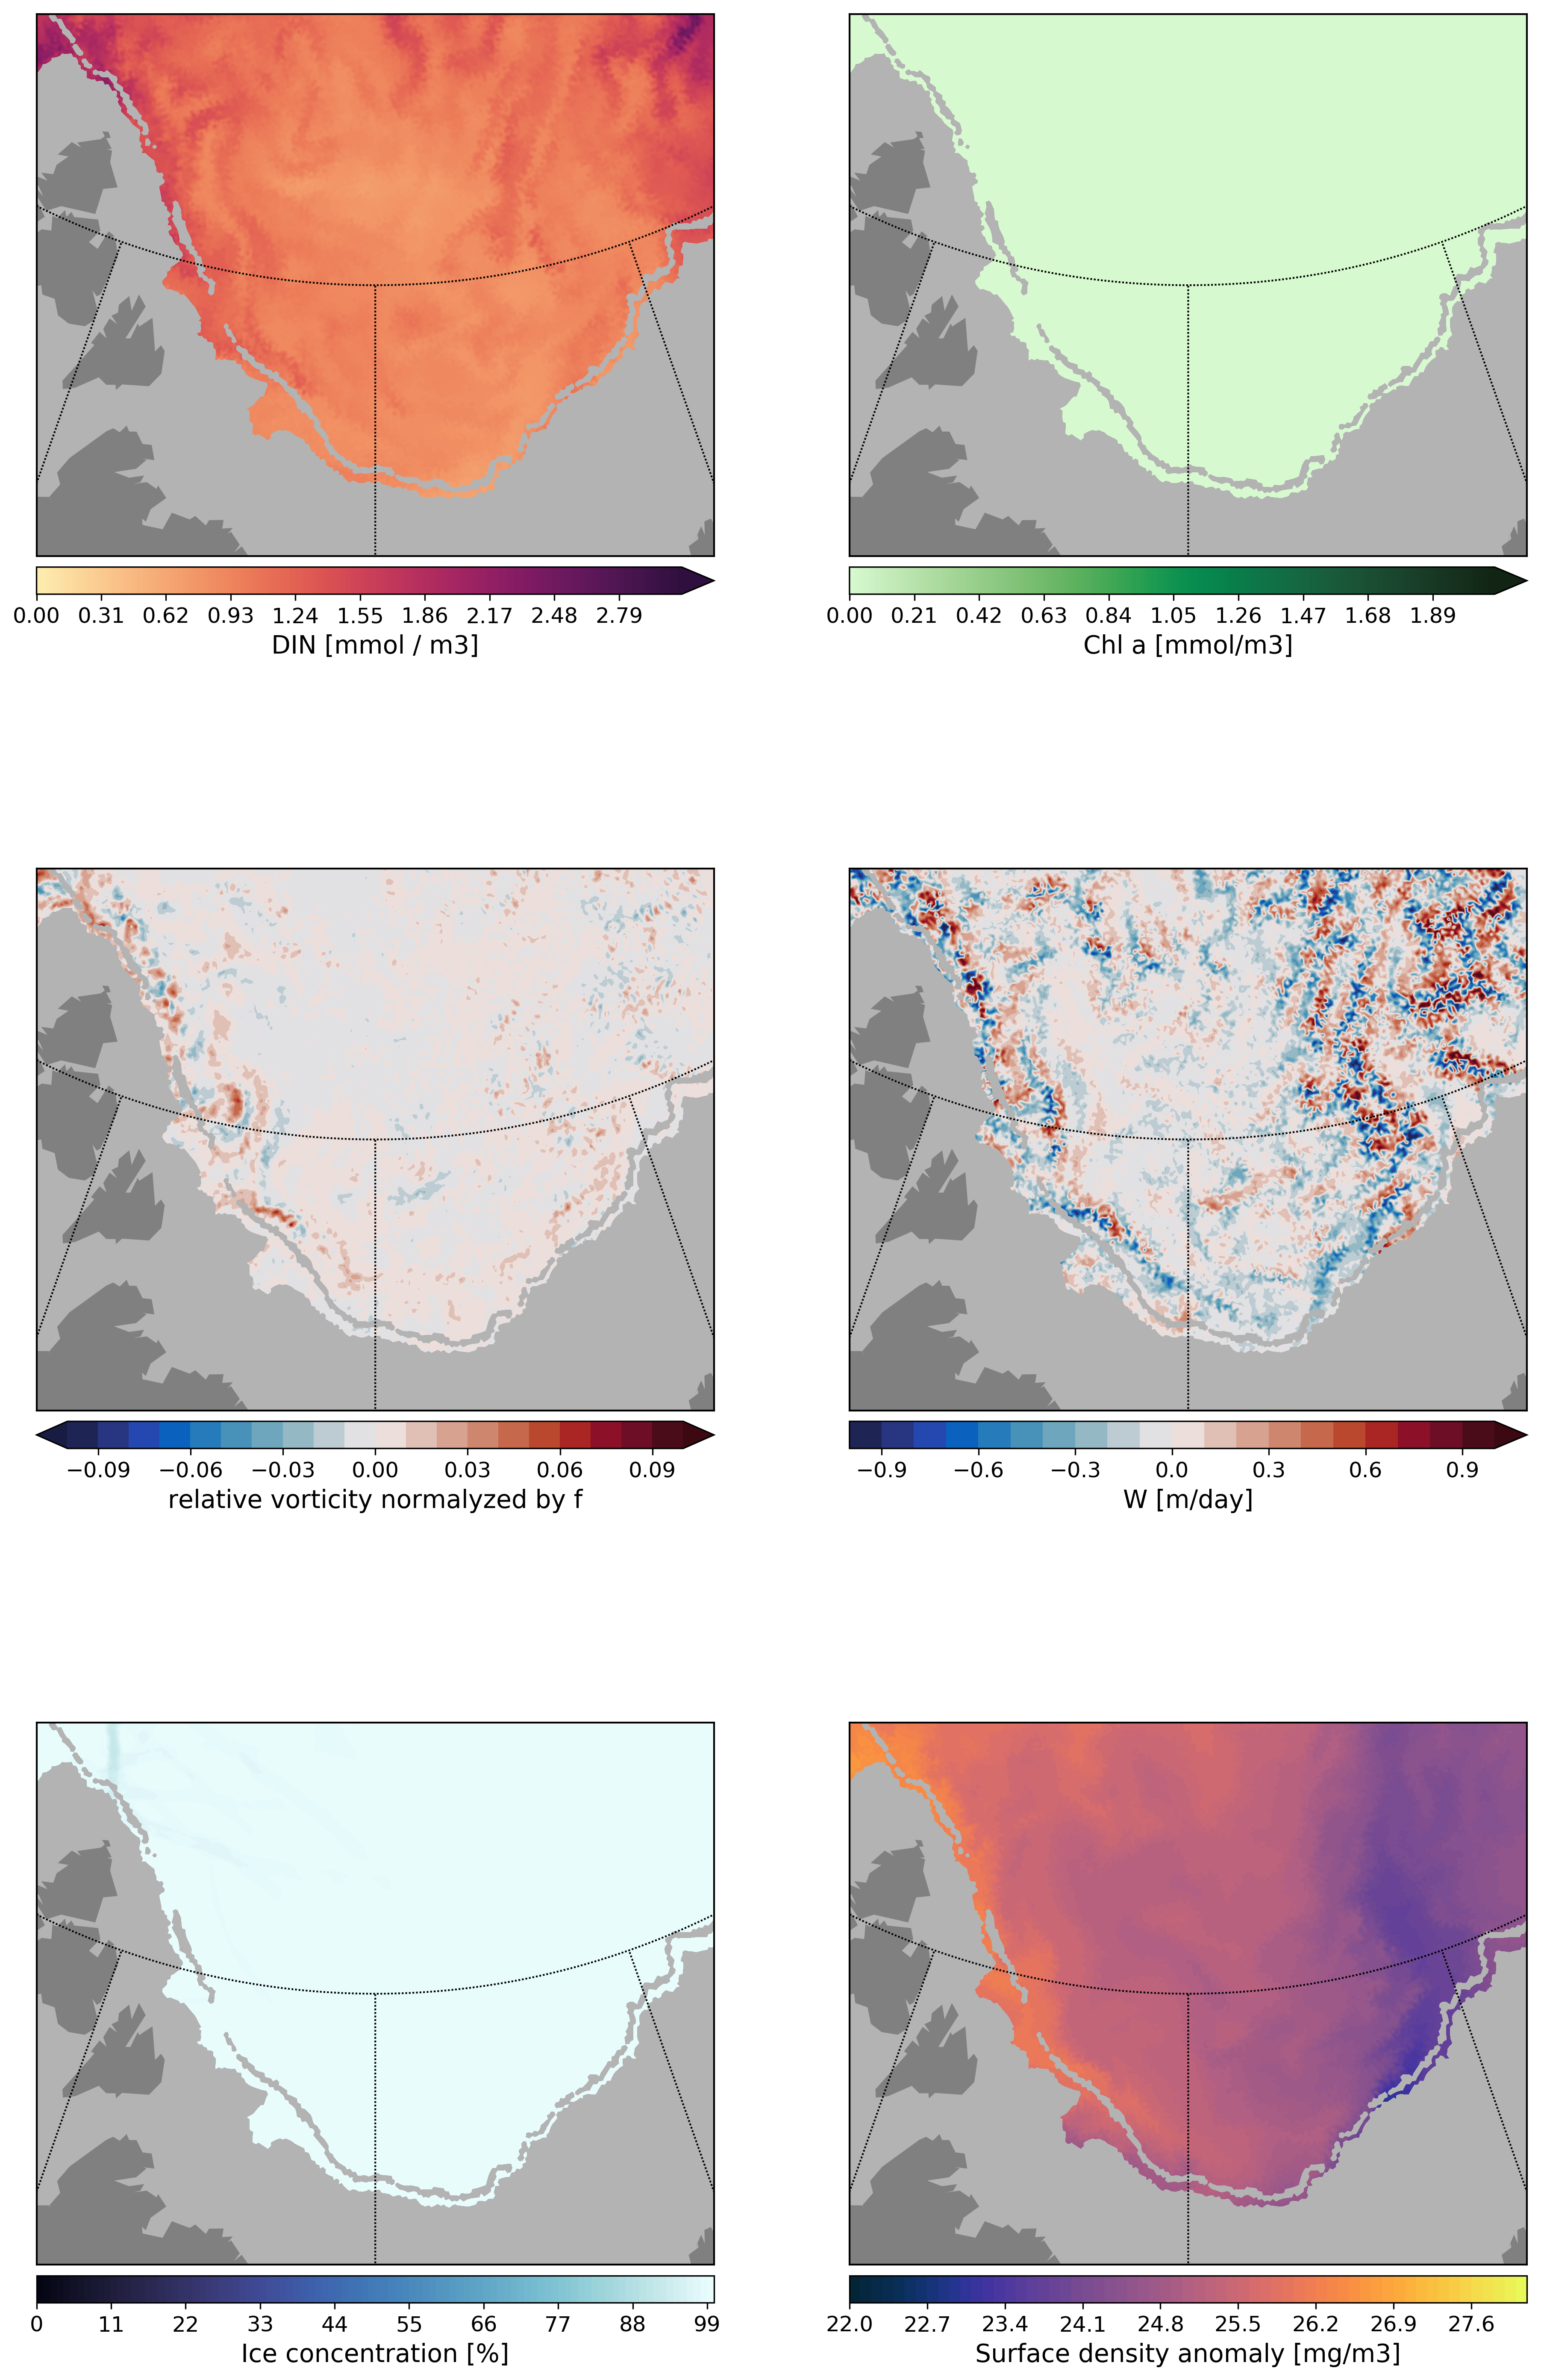 0.00 0.31 0.62 0.93 1.24 1.55 1.86 2.17 2.48 2.79
DIN [mmol / m3]
0.00 0.21 0.42 0.63 0.84 1.05 1.26 1.47 1.68 1.89
Chl a [mmol/m3]
−0.09 −0.06 −0.03 0.00 0.03 0.06 0.09
relative vorticity normalyzed by f
−0.9 −0.6 −0.3 0.0 0.3 0.6 0.9
W [m/day]
0 11 22 33 44 55 66 77 88 99
Ice concentration [%]
22.0 22.7 23.4 24.1 24.8 25.5 26.2 26.9 27.6
Surface density anomaly [mg/m3]